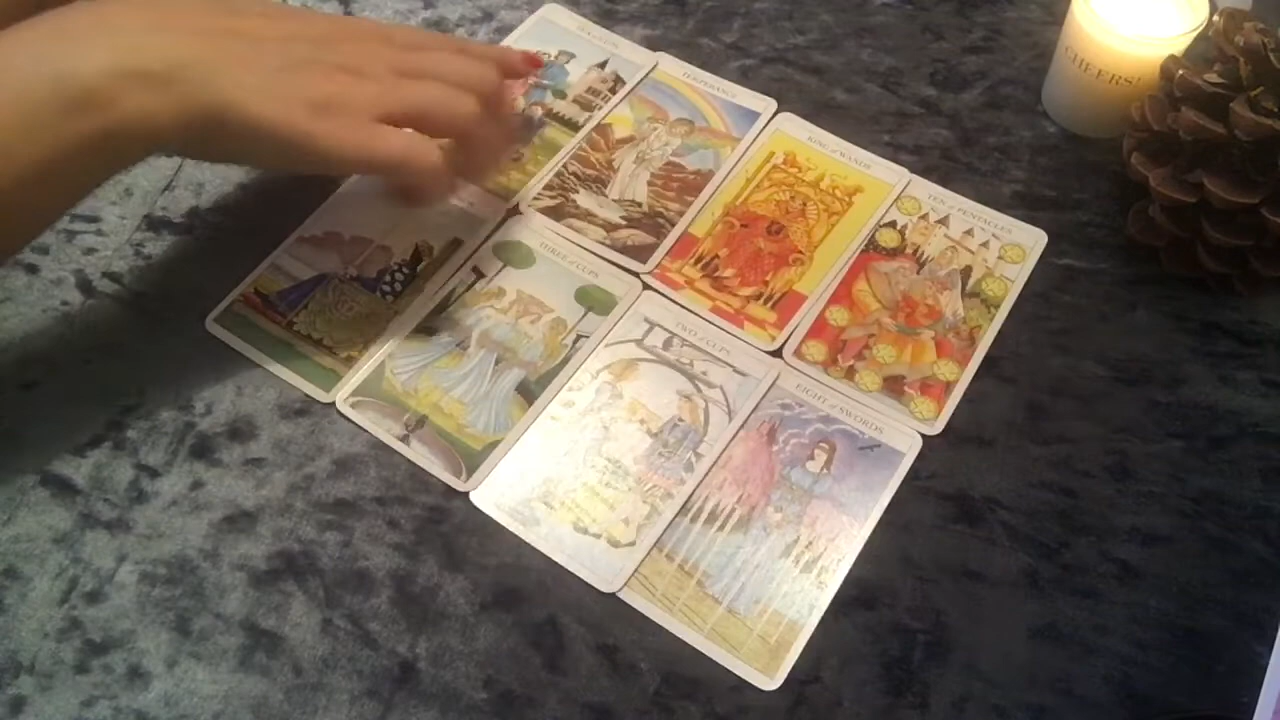 TEMPERANCE
KING of WANDS
TEN of PENTACLES
THREE of CUPS
TWO of CUPS
EIGHT of SWORDS
CHEERS!